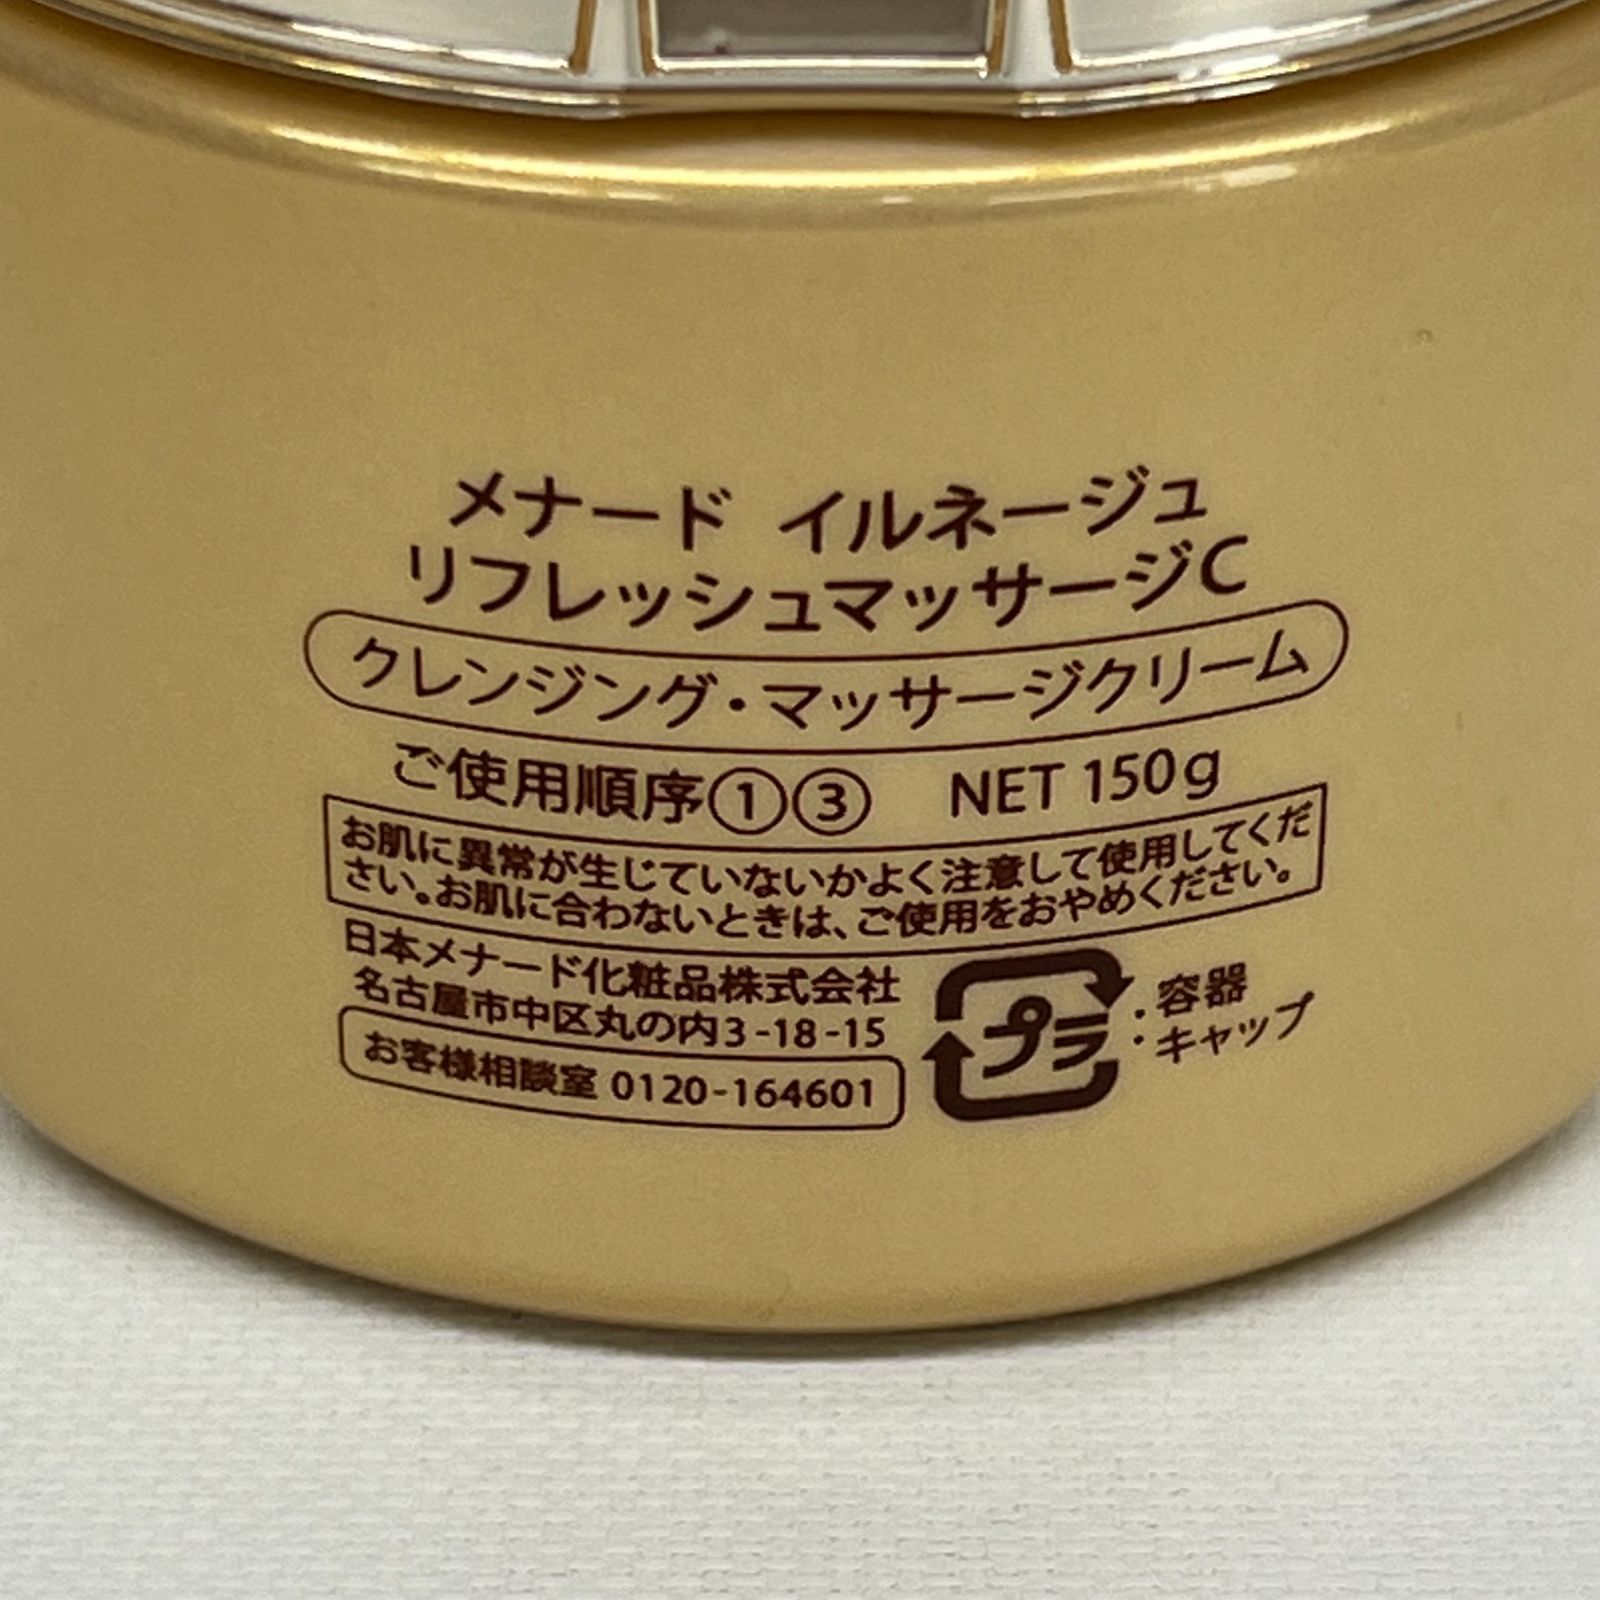 メナード イルネージュ
リフレッシュマッサージC
クレンジング・マッサージクリーム
ご使用順序①③ NET 150g
お肌に異常が生じていないかよく注意して使用してくだ
さい。お肌に合わないときは、ご使用をおやめください。
日本メナード化粧品株式会社
名古屋市中区丸の内3-18-15
お客様相談室 0120-164601
プラ
:容器
:キャップ